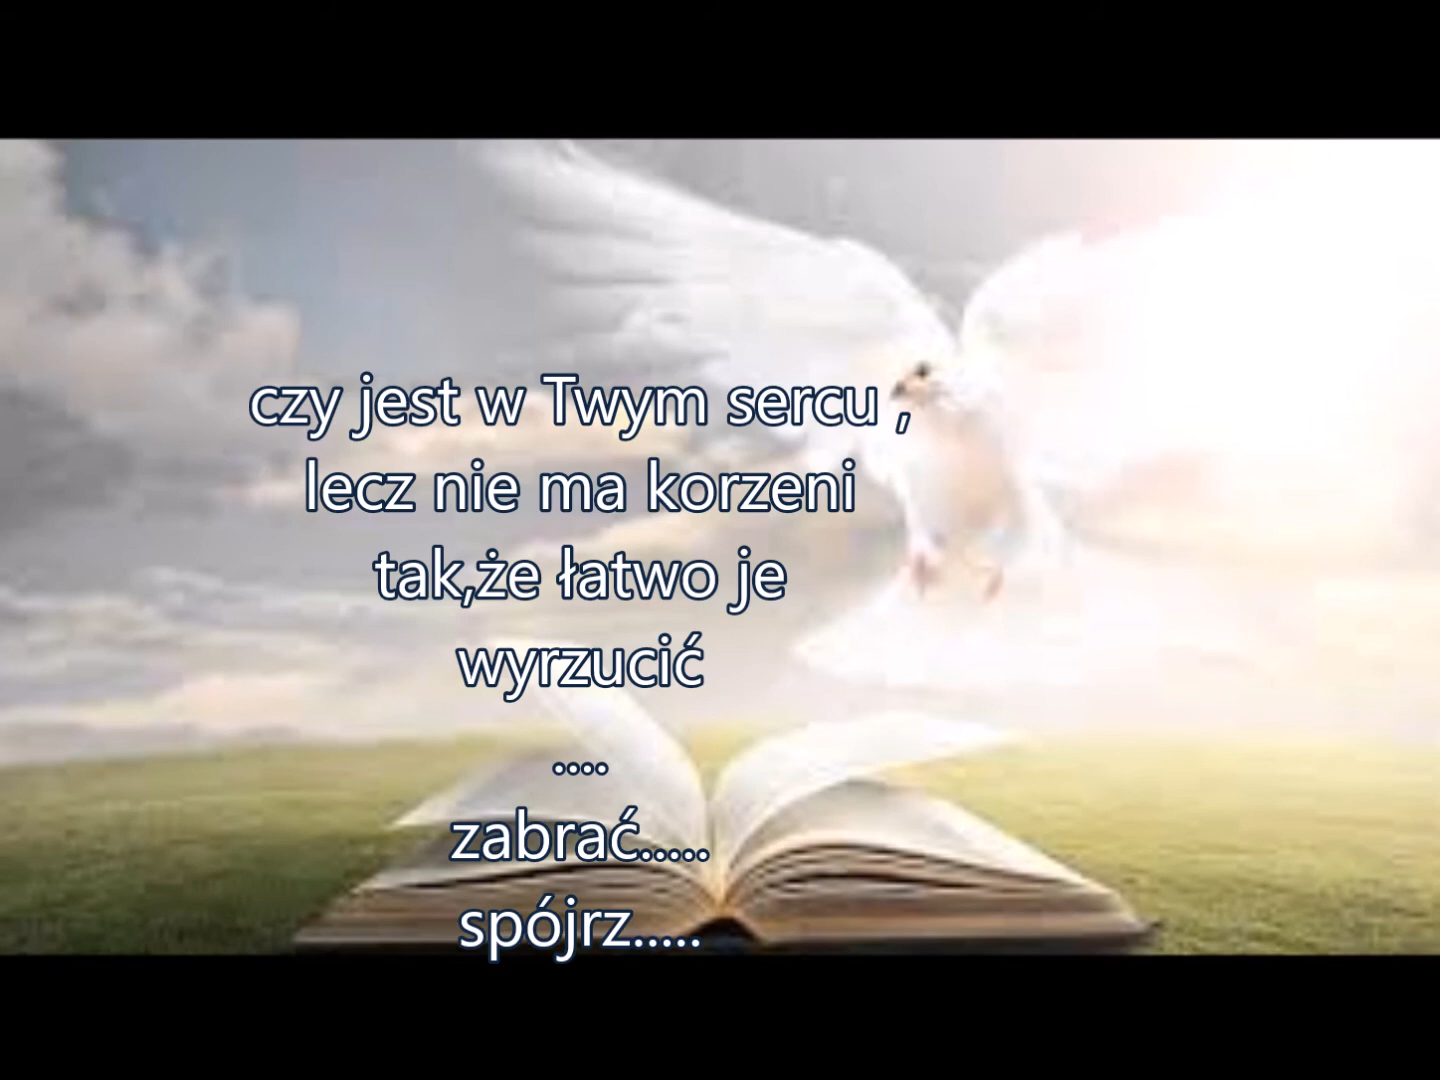 czy jest w Twym sercu ,
lecz nie ma korzeni
tak,że łatwo je
wyrzucić
....
zabrać.....
spójrz.....